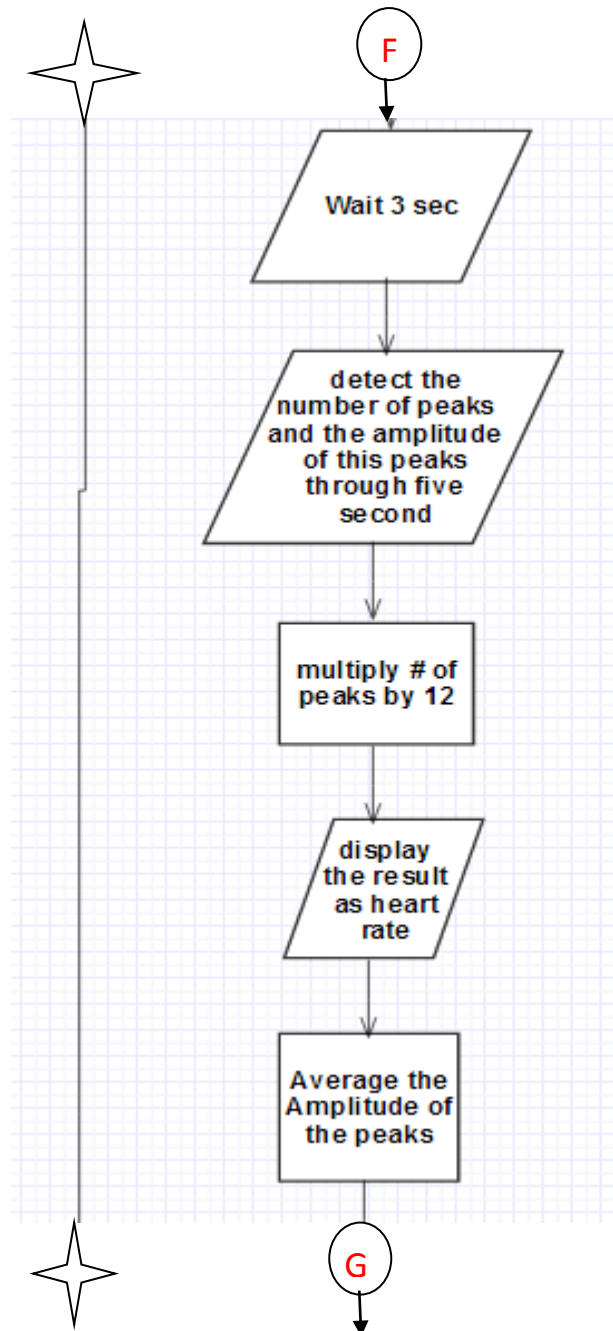 F
Wait 3 sec
detect the
number of peaks
and the amplitude
of this peaks
through five
second
multiply # of
peaks by 12
display
the result
as heart
rate
Average the
Amplitude of
the peaks
G